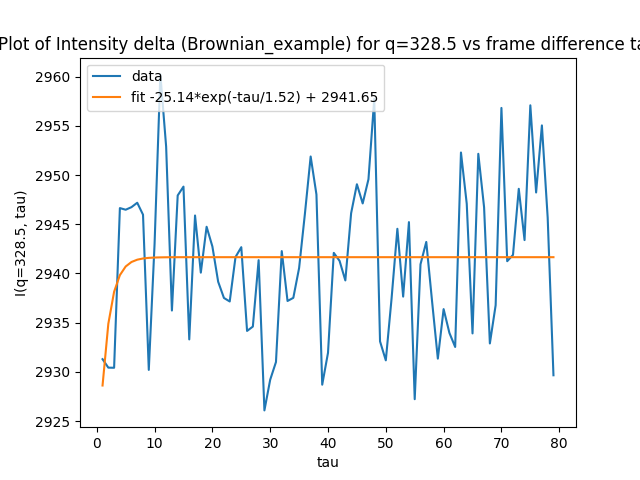 Plot of Intensity delta (Brownian_example) for q=328.5 vs frame difference ta
data
fit -25.14*exp(-tau/1.52) + 2941.65
I(q=328.5, tau)
2960
2955
2950
2945
2940
2935
2930
2925
0 10 20 30 40 50 60 70 80
tau